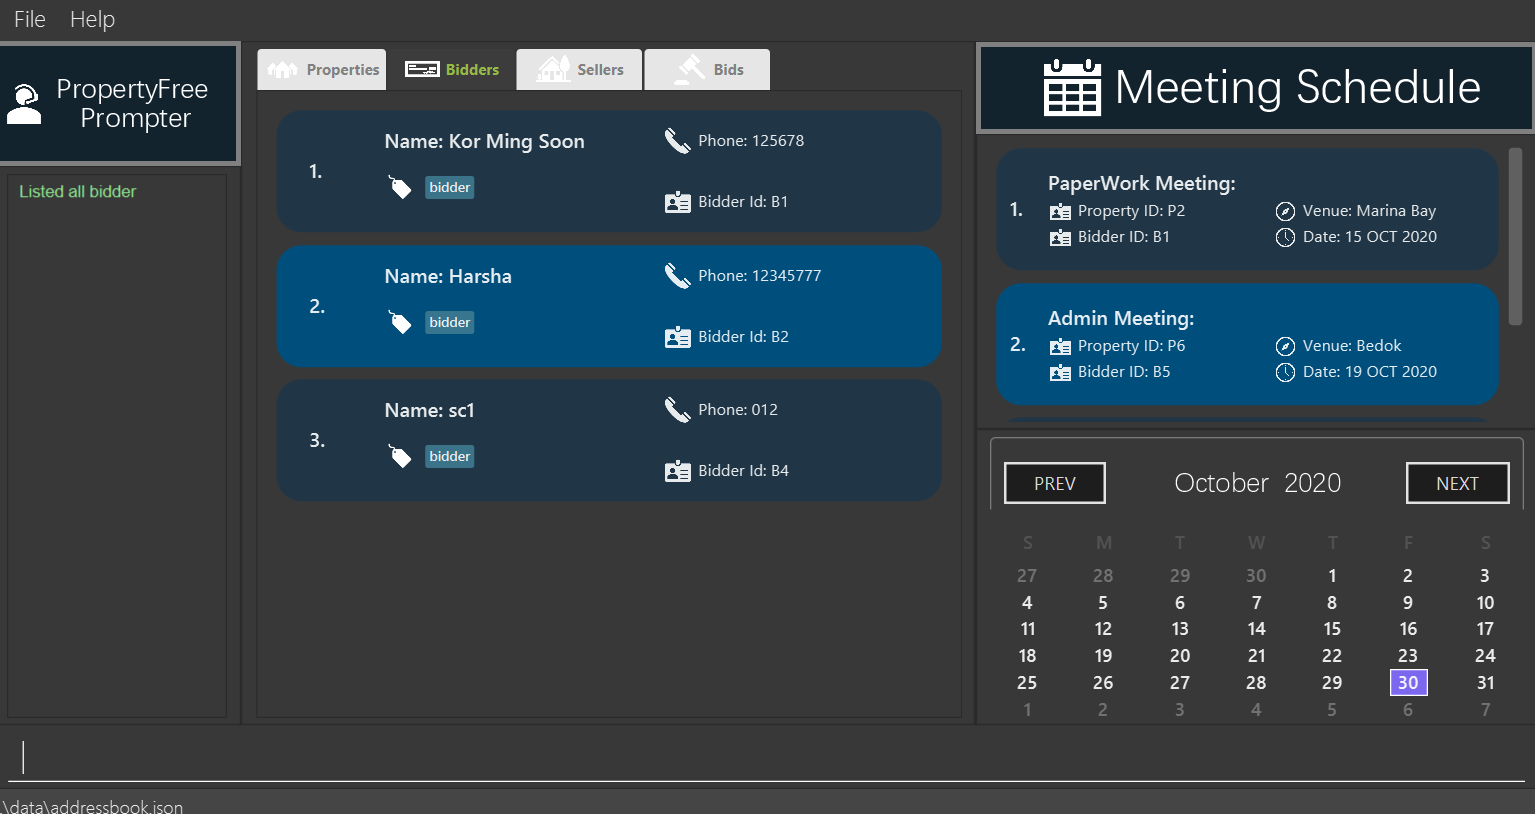 File Help
PropertyFree
Prompter
Listed all bidder
Properties Bidders Sellers Bids
1.
Name: Kor Ming Soon
Phone: 125678
bidder
Bidder Id: B1
2.
Name: Harsha
Phone: 12345777
bidder
Bidder Id: B2
3.
Name: sc1
Phone: 012
bidder
Bidder Id: B4
Meeting Schedule
1.
PaperWork Meeting:
Property ID: P2 Venue: Marina Bay
Bidder ID: B1 Date: 15 OCT 2020
2.
Admin Meeting:
Property ID: P6 Venue: Bedok
Bidder ID: B5 Date: 19 OCT 2020
PREV October 2020 NEXT
S M T W T F S
27 28 29 30 1 2 3
4 5 6 7 8 9 10
11 12 13 14 15 16 17
18 19 20 21 22 23 24
25 26 27 28 29 30 31
1 2 3 4 5 6 7
.\data\addressbook.json